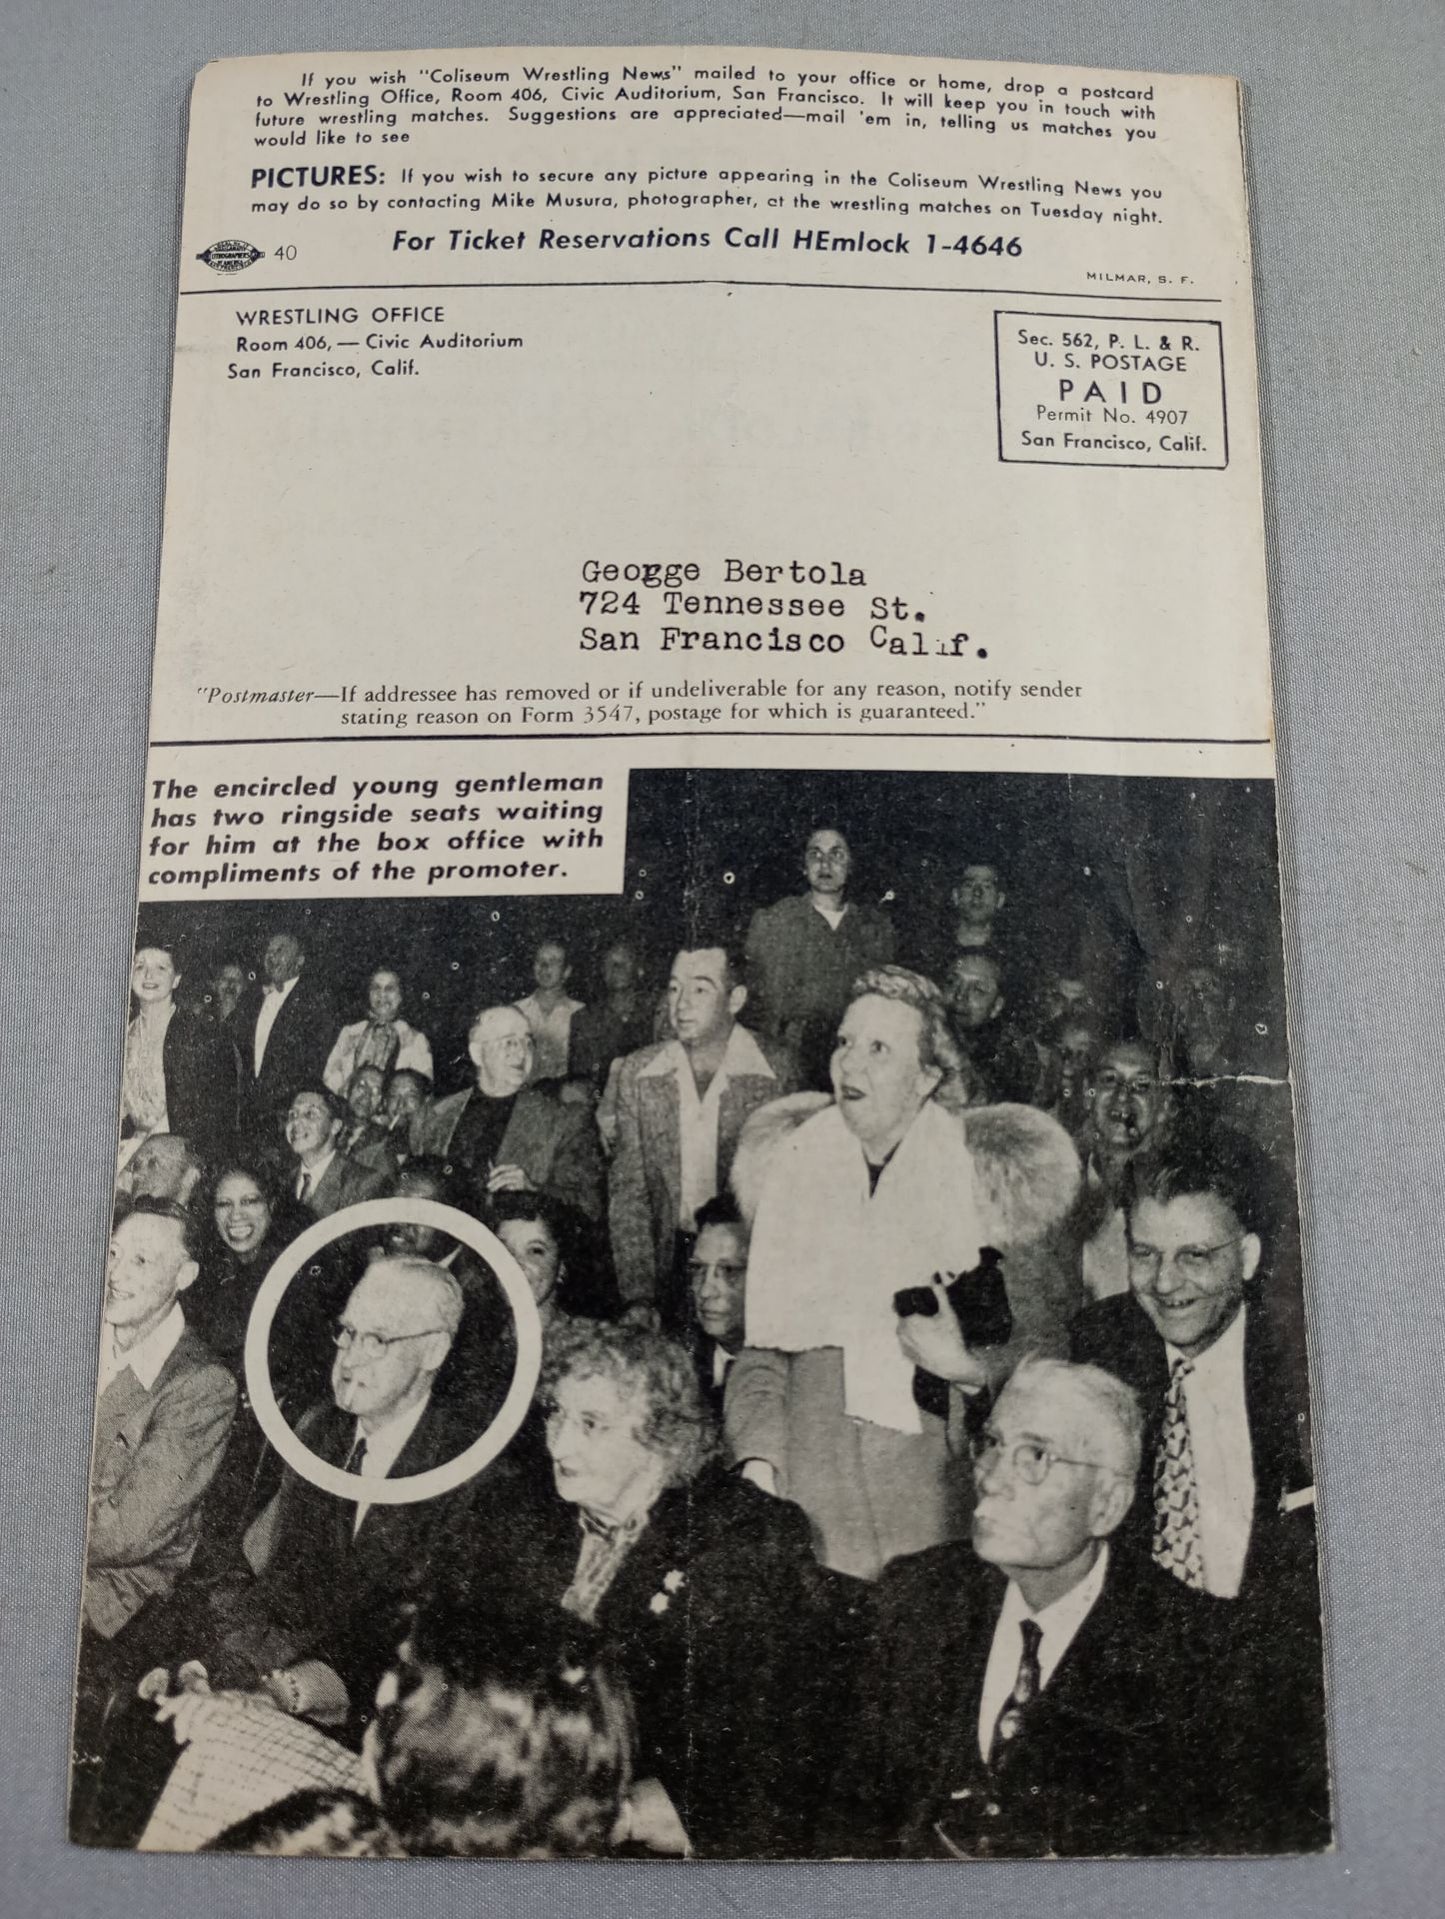 If you wish "Coliseum Wrestling News" mailed to your office or home, drop a postcard
to Wrestling Office, Room 406, Civic Auditorium, San Francisco. It will keep you in touch with
future wrestling matches. Suggestions are appreciated—mail 'em in, telling us matches you
would like to see
PICTURES: If you wish to secure any picture appearing in the Coliseum Wrestling News you
may do so by contacting Mike Musura, photographer, at the wrestling matches on Tuesday night.
40 For Ticket Reservations Call HEmlock 1-4646
MILMAR, S. F.
WRESTLING OFFICE
Room 406, — Civic Auditorium
San Francisco, Calif.
Sec. 562, P. L. & R.
U. S. POSTAGE
PAID
Permit No. 4907
San Francisco, Calif.
George Bertola
724 Tennessee St.
San Francisco Calif.
"Postmaster—If addressee has removed or if undeliverable for any reason, notify sender
stating reason on Form 3547, postage for which is guaranteed."
The encircled young gentleman
has two ringside seats waiting
for him at the box office with
compliments of the promoter.